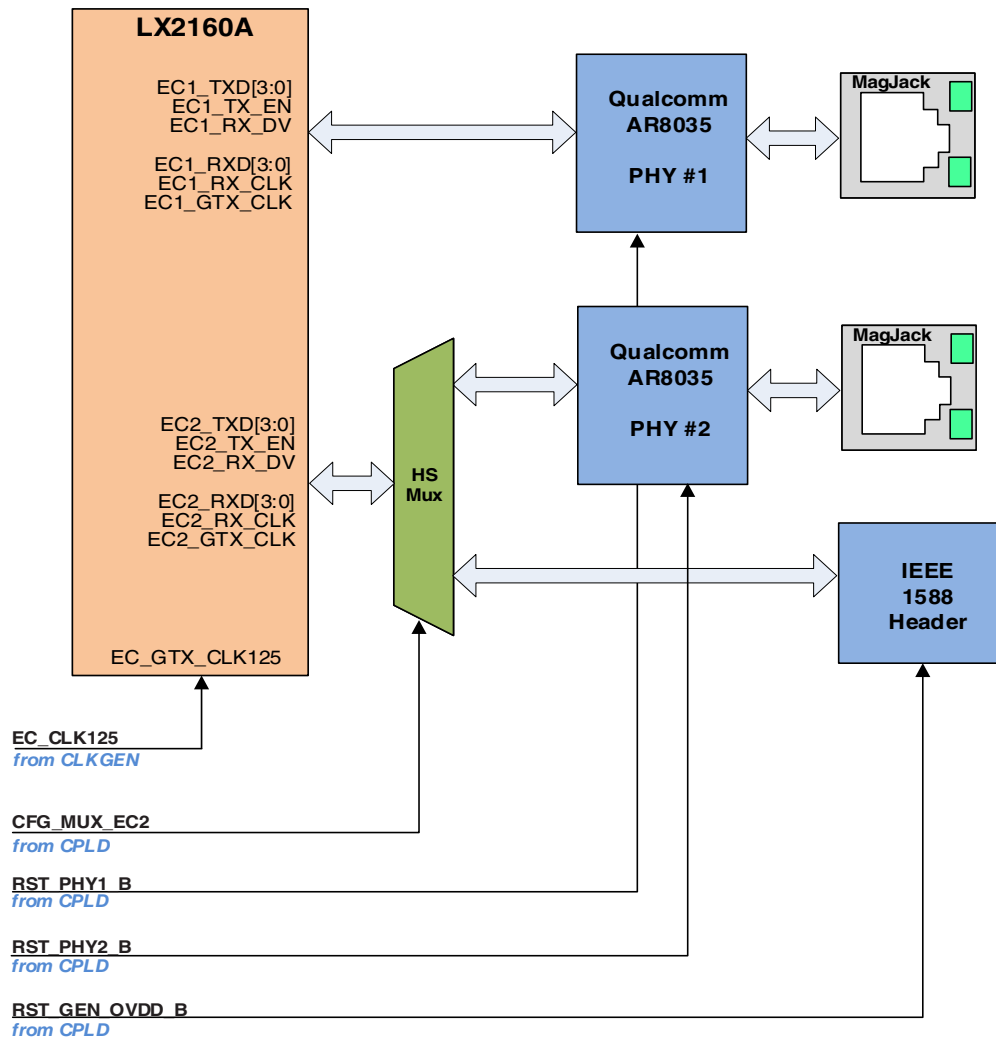 LX2160A
EC1_TXD[3:0]
EC1_TX_EN
EC1_RX_DV
EC1_RXD[3:0]
EC1_RX_CLK
EC1_GTX_CLK
Qualcomm
AR8035
PHY #1
MagJack
Qualcomm
AR8035
PHY #2
MagJack
EC2_TXD[3:0]
EC2_TX_EN
EC2_RX_DV
EC2_RXD[3:0]
EC2_RX_CLK
EC2_GTX_CLK
HS
Mux
IEEE
1588
Header
EC_GTX_CLK125
EC_CLK125
from CLKGEN
CFG_MUX_EC2
from CPLD
RST_PHY1_B
from CPLD
RST_PHY2_B
from CPLD
RST_GEN_OVDD_B
from CPLD